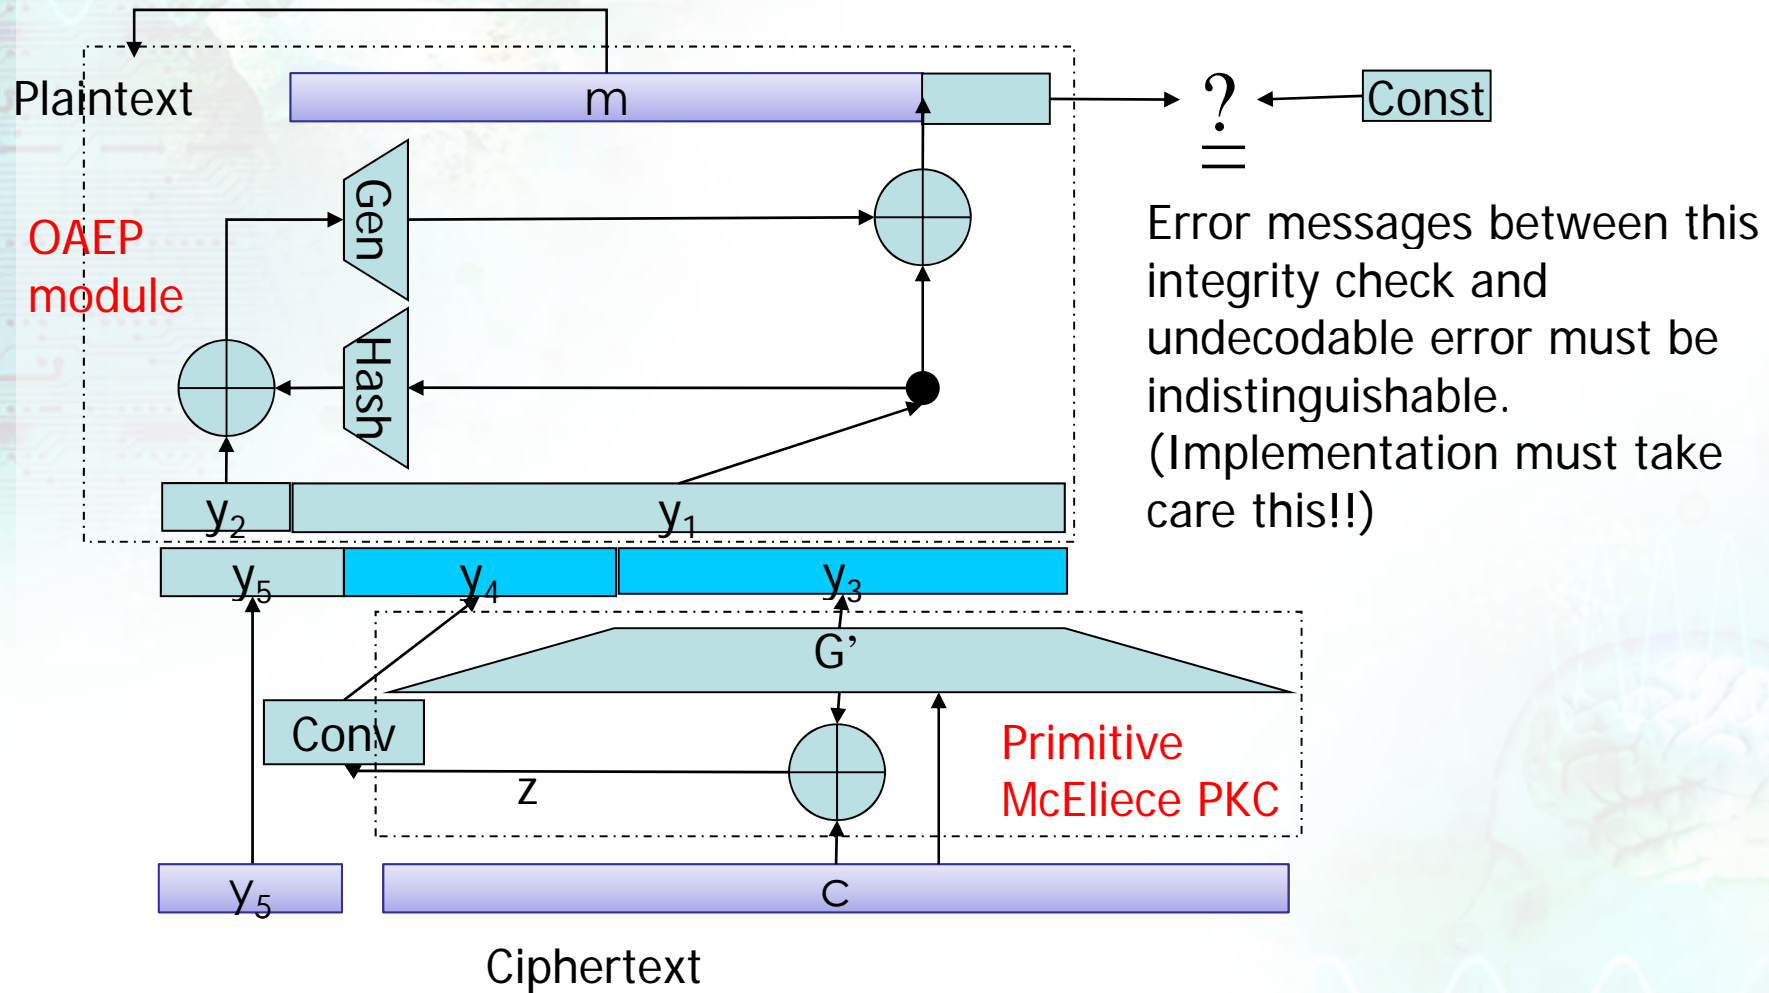 Plaintext
m
?
=
Const
Gen
OAEP
module
Hash
Error messages between this
integrity check and
undecodable error must be
indistinguishable.
(Implementation must take
care this!!)
y₂
y₁
y₅
y₄
y₃
G’
Conv
z
Primitive
McEliece PKC
y₅
c
Ciphertext